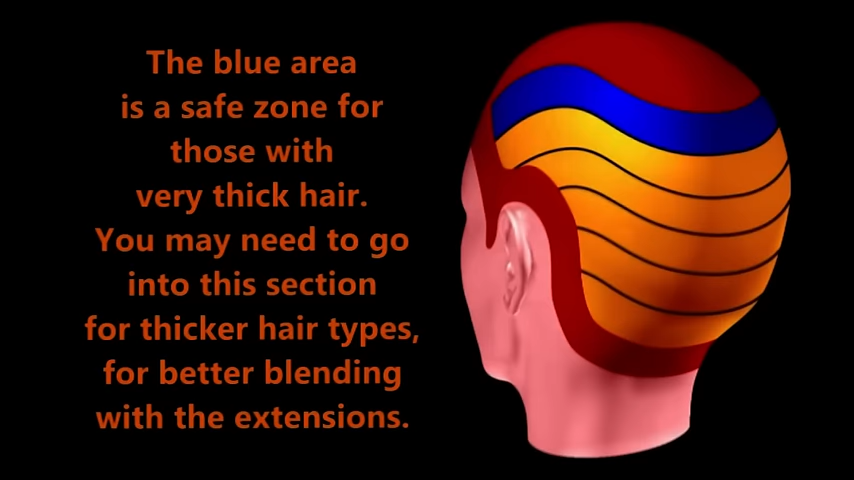 The blue area
is a safe zone for
those with
very thick hair.
You may need to go
into this section
for thicker hair types,
for better blending
with the extensions.